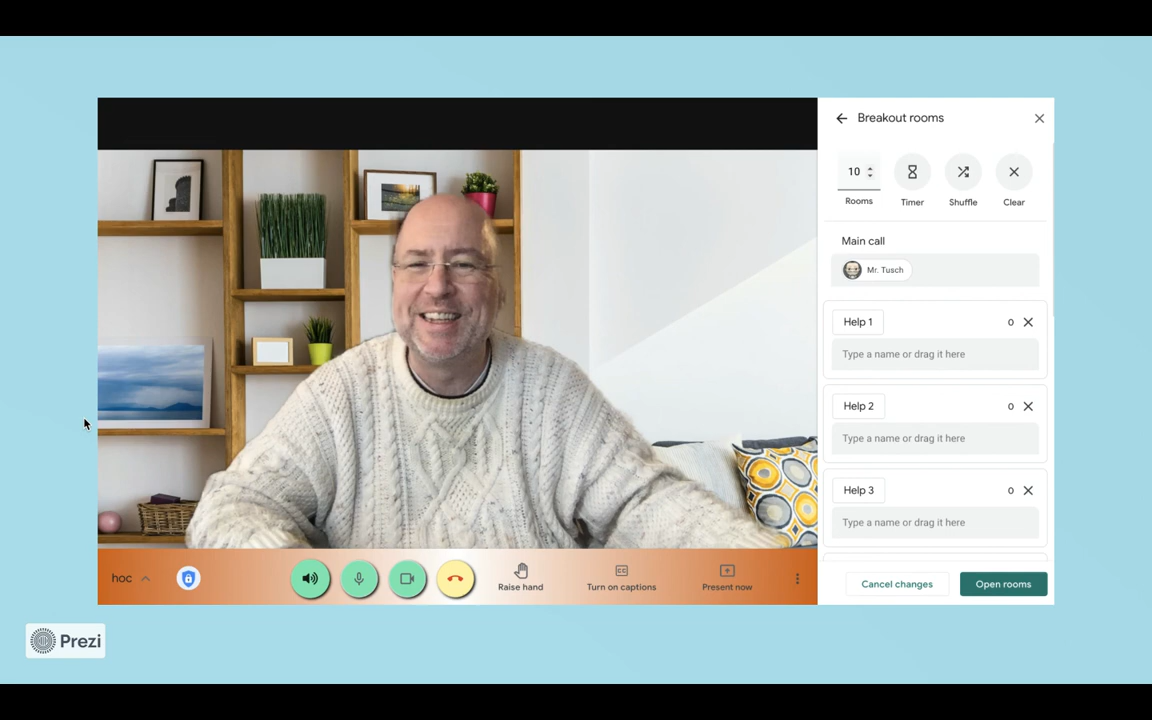 Breakout rooms
10
Rooms
Timer
Shuffle
Clear
Main call
Mr. Tusch
Help 1
0
Type a name or drag it here
Help 2
0
Type a name or drag it here
Help 3
0
Type a name or drag it here
Cancel changes
Open rooms
hoc
Raise hand
CC
Turn on captions
Present now
Prezi